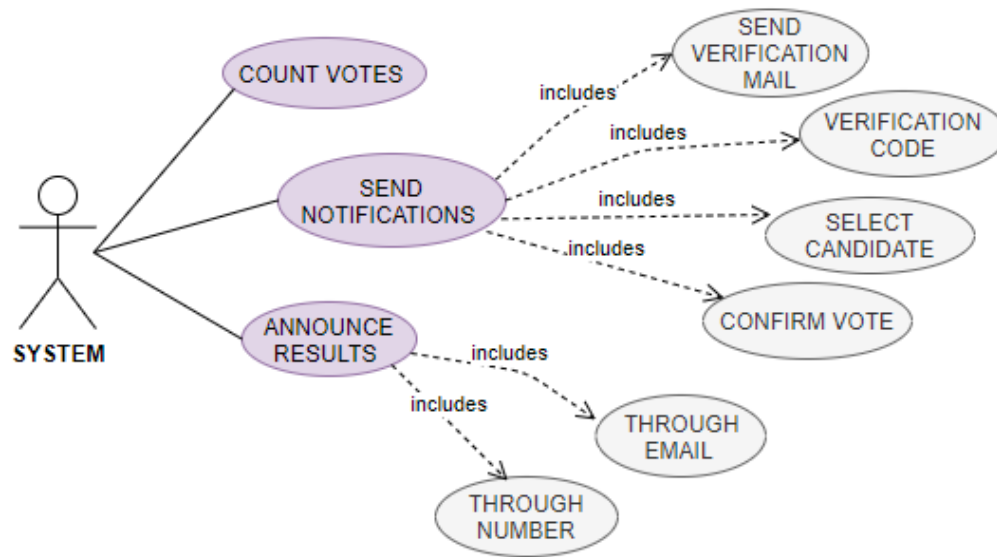 SEND
VERIFICATION
MAIL
COUNT VOTES
includes
includes
VERIFICATION
CODE
SEND
NOTIFICATIONS
includes
SELECT
CANDIDATE
includes
CONFIRM VOTE
ANNOUNCE
RESULTS
SYSTEM
includes
includes
THROUGH
EMAIL
THROUGH
NUMBER